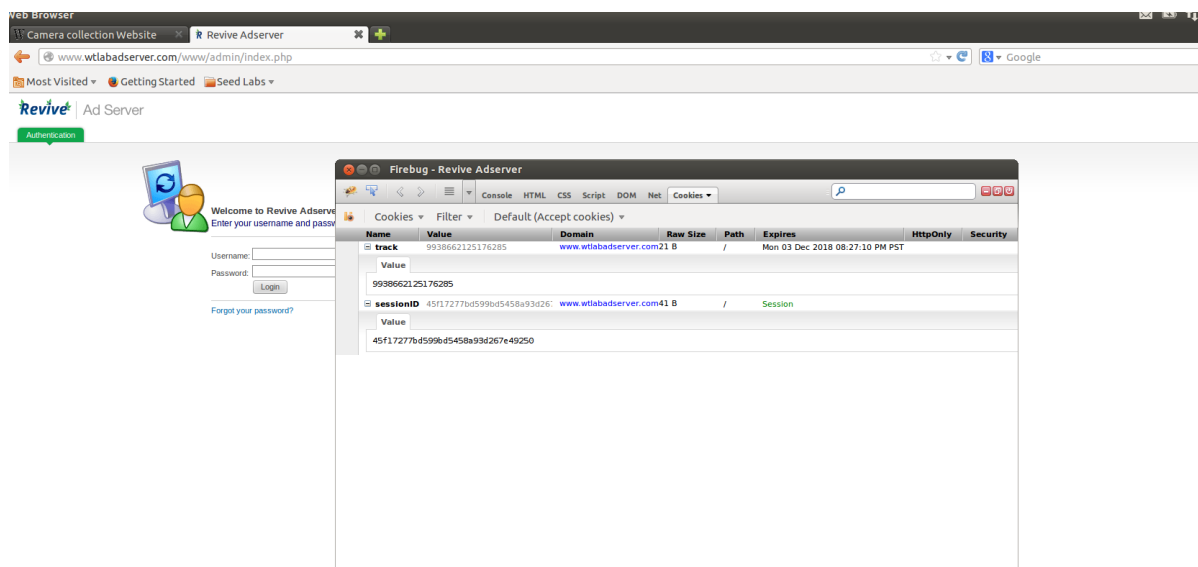 Web Browser
Camera collection Website
Revive Adserver
www.wtlabadserver.com/www/admin/index.php
Google
Most Visited
Getting Started
Seed Labs
Revive Ad Server
Authentication
Firebug - Revive Adserver
Console HTML CSS Script DOM Net Cookies
Welcome to Revive Adserve
Enter your username and passw
Cookies Filter Default (Accept cookies)
Name Value Domain Raw Size Path Expires HttpOnly Security
track 9938662125176285 www.wtlabadserver.com 21 B / Mon 03 Dec 2018 08:27:10 PM PST
Username:
Value
Password:
9938662125176285
Login
sessionID 45f17277bd599bd5458a93d267 www.wtlabadserver.com 41 B / Session
Forgot your password?
Value
45f17277bd599bd5458a93d267e49250